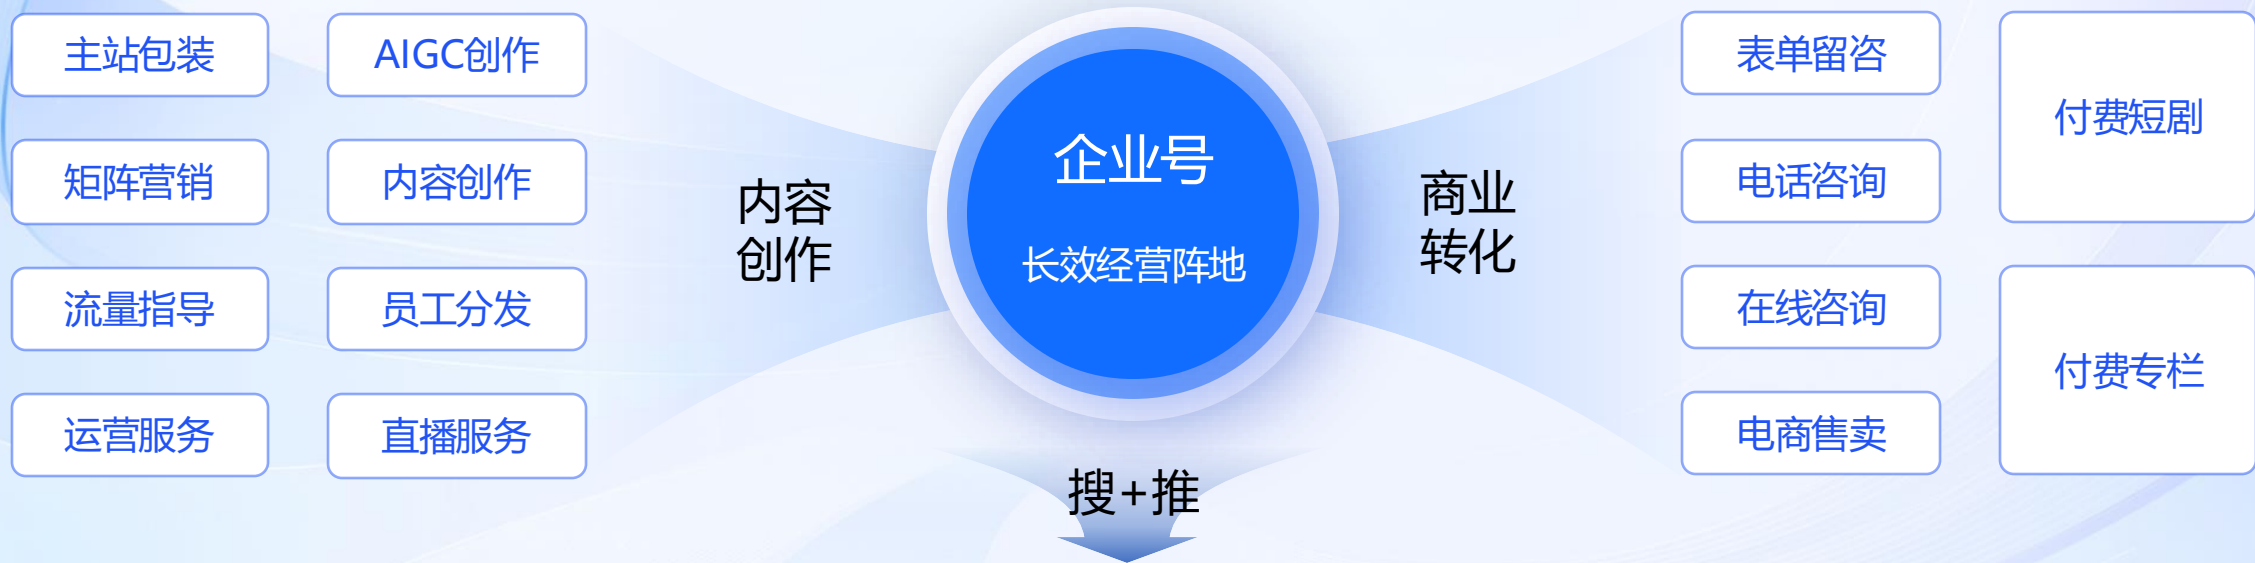 主站包装
AIGC创作
矩阵营销
内容创作
流量指导
员工分发
运营服务
直播服务
内容
创作
企业号
长效经营阵地
搜+推
商业
转化
表单留咨
电话咨询
在线咨询
电商售卖
付费短剧
付费专栏